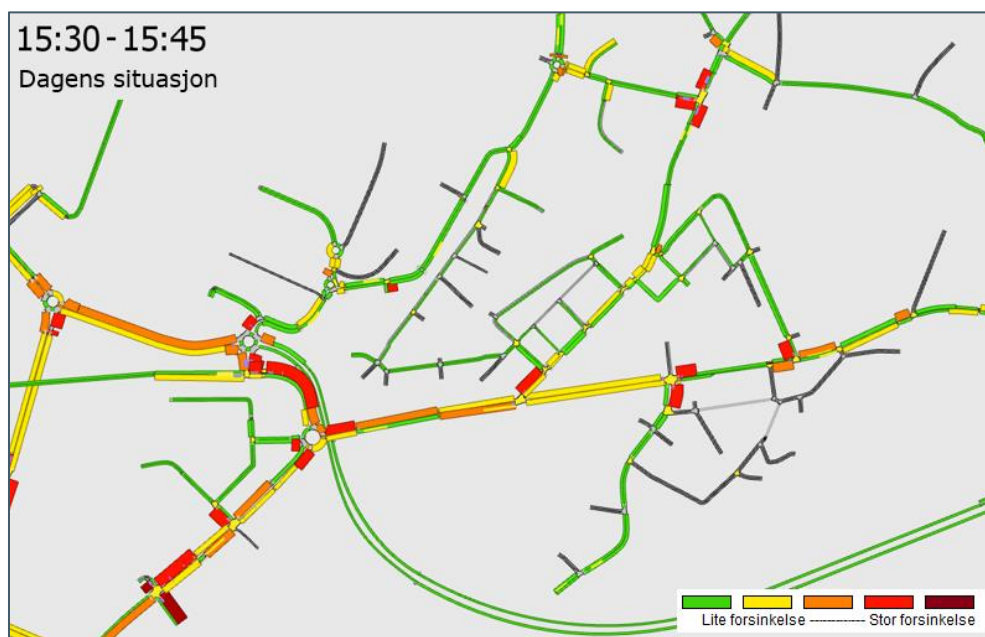 15:30 - 15:45
Dagens situasjon
Lite forsinkelse ------------ Stor forsinkelse